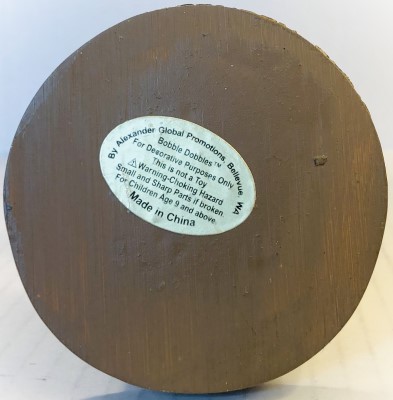 By Alexander Global Promotions, Bellevue, WA
Bobble Dobbles™
For Decorative Purposes Only
This is not a Toy
⚠Warning-Choking Hazard
Small and Sharp Parts if broken
For Children Age 9 and above.
Made in China